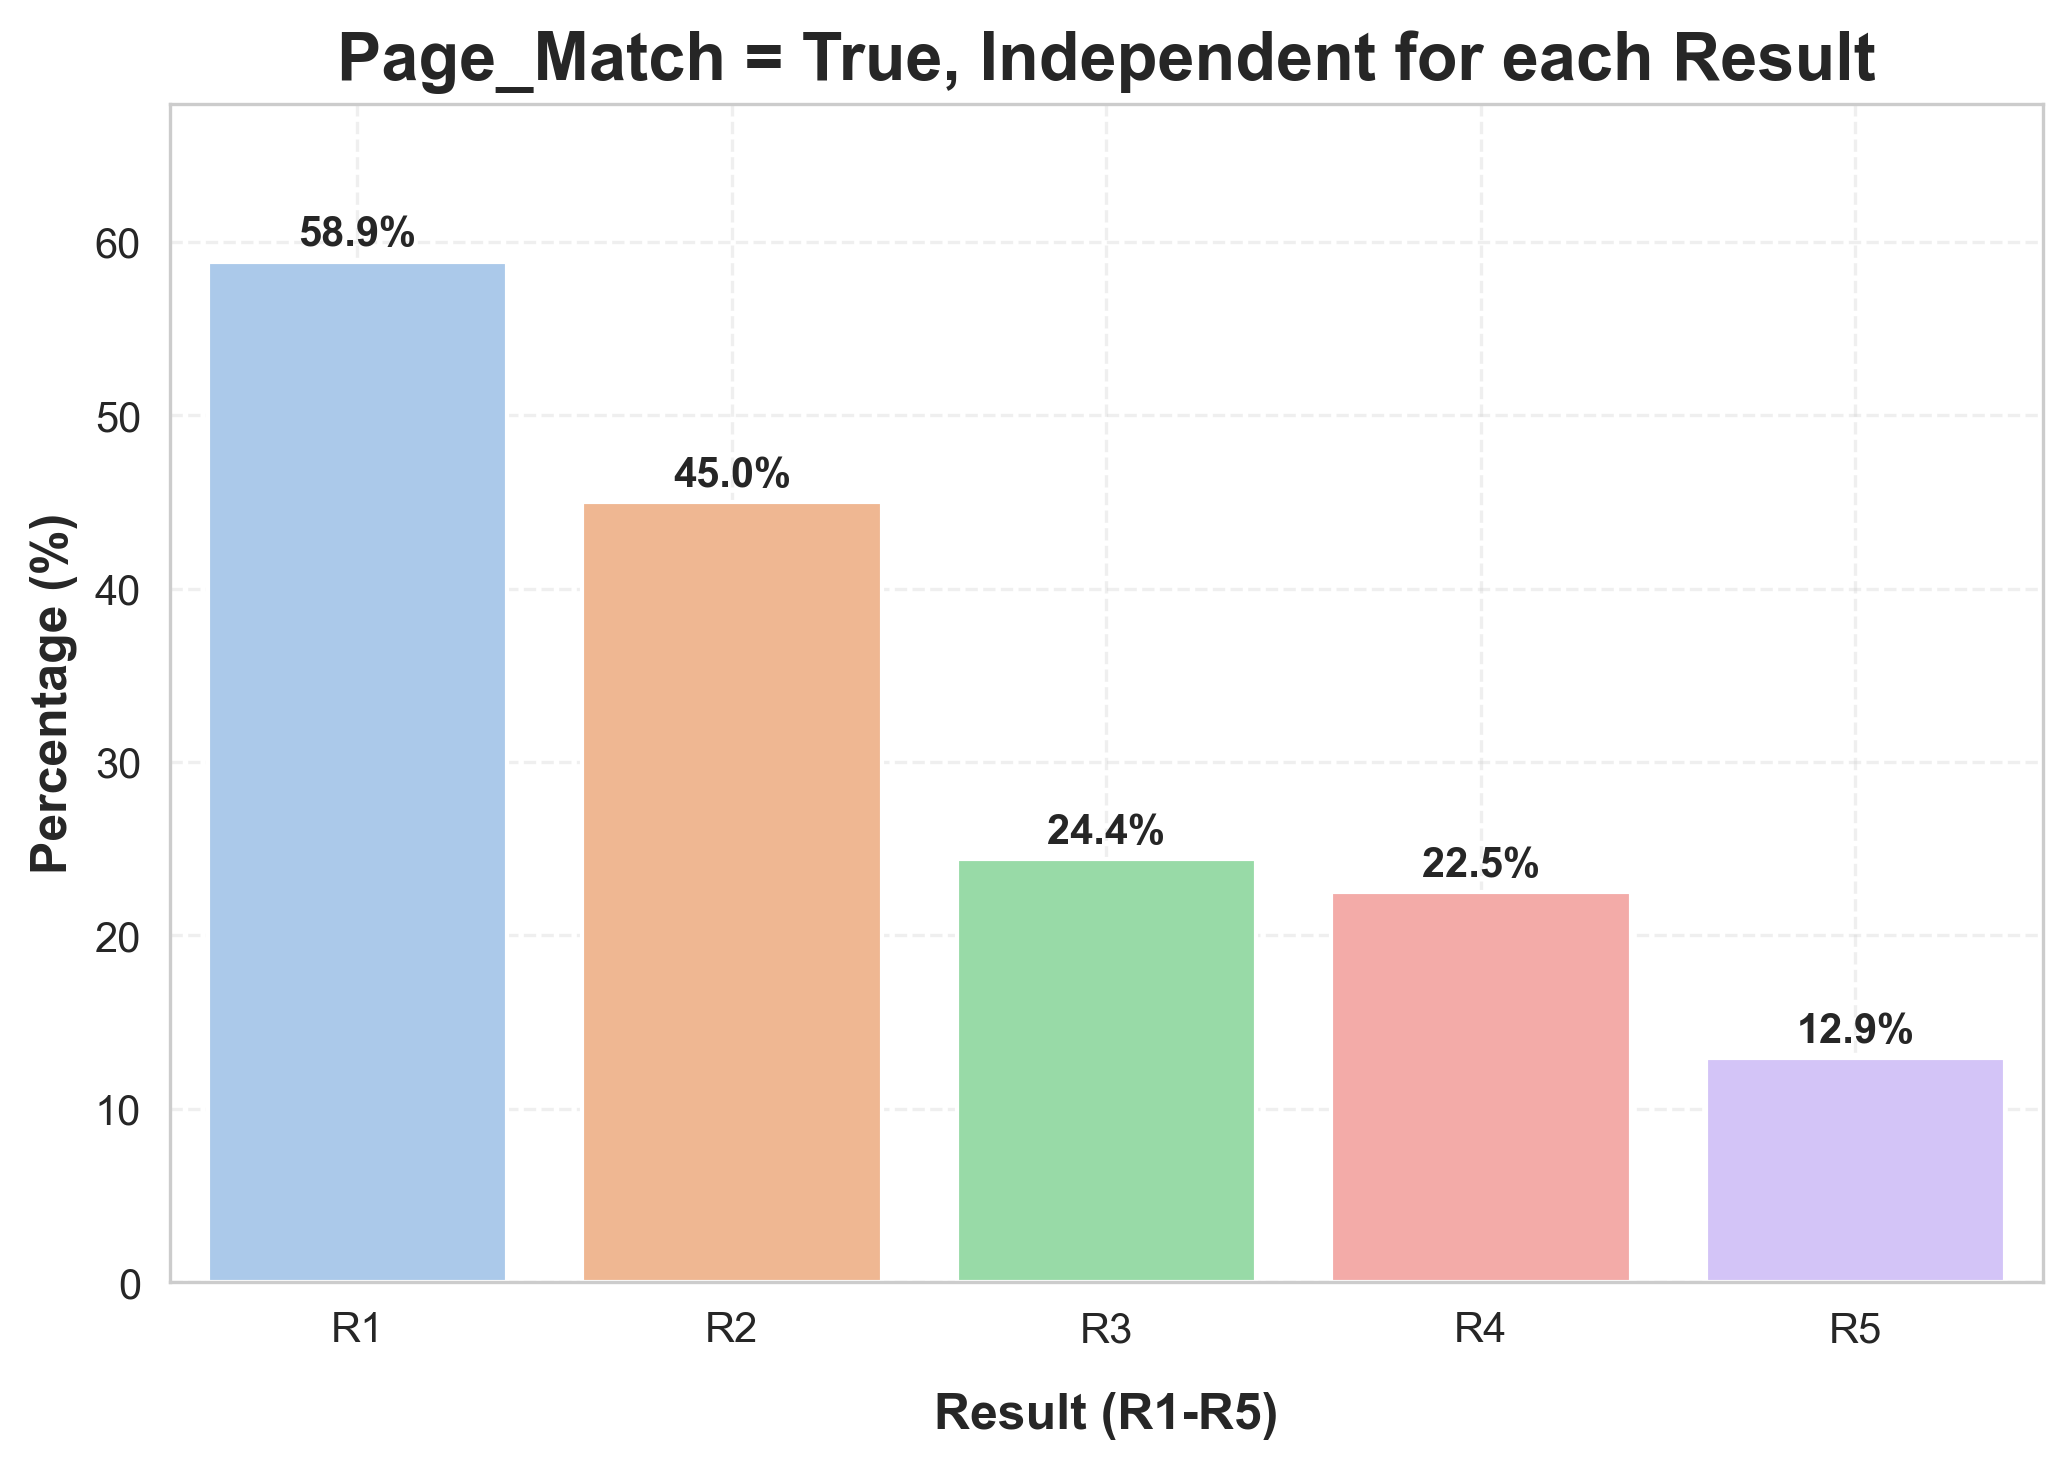 Page_Match = True, Independent for each Result
Percentage (%)
60
50
40
30
20
10
0
58.9%
45.0%
24.4%
22.5%
12.9%
R1
R2
R3
R4
R5
Result (R1-R5)